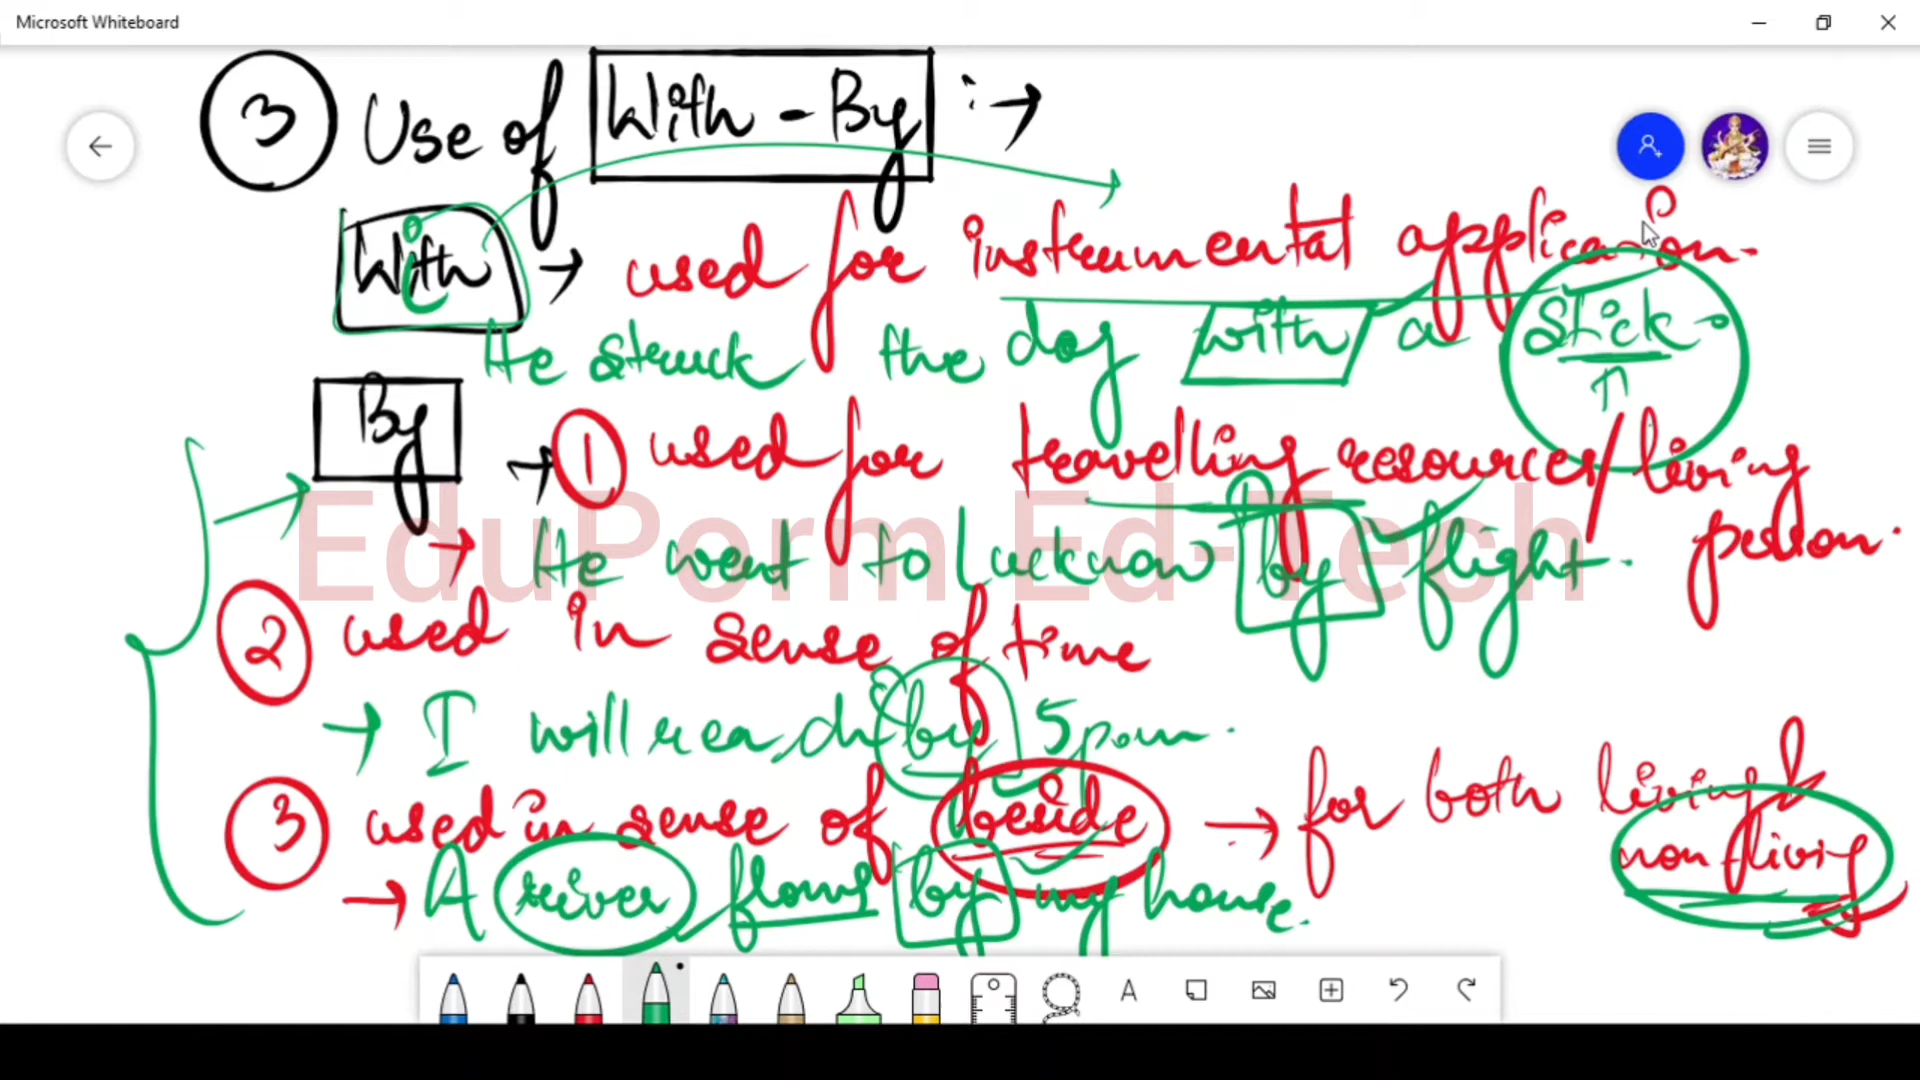 Microsoft Whiteboard
3 Use of With - By :→
With → used for instrumental application.
He struck the dog with a stick.
By → 1 used for travelling resources/living person.
→ He went to Lucknow by flight.
EduPorm Ed-Tech
2 used in sense of time
→ I will reach by 5 pm.
3 used in sense of beside → for both living & non living
→ A river flows by my house.